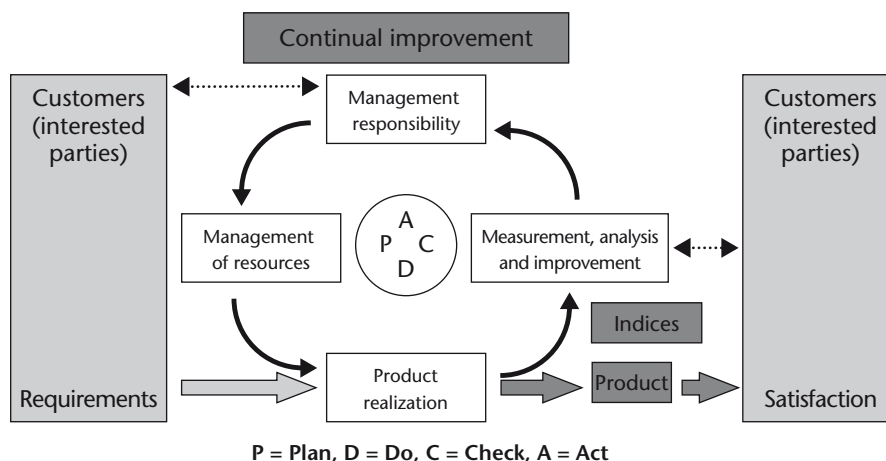 Continual improvement
Customers
(interested
parties)
Management
responsibility
Customers
(interested
parties)
Management
of resources
A
P C
D
Measurement, analysis
and improvement
Indices
Requirements
Product
realization
Product
Satisfaction
P = Plan, D = Do, C = Check, A = Act